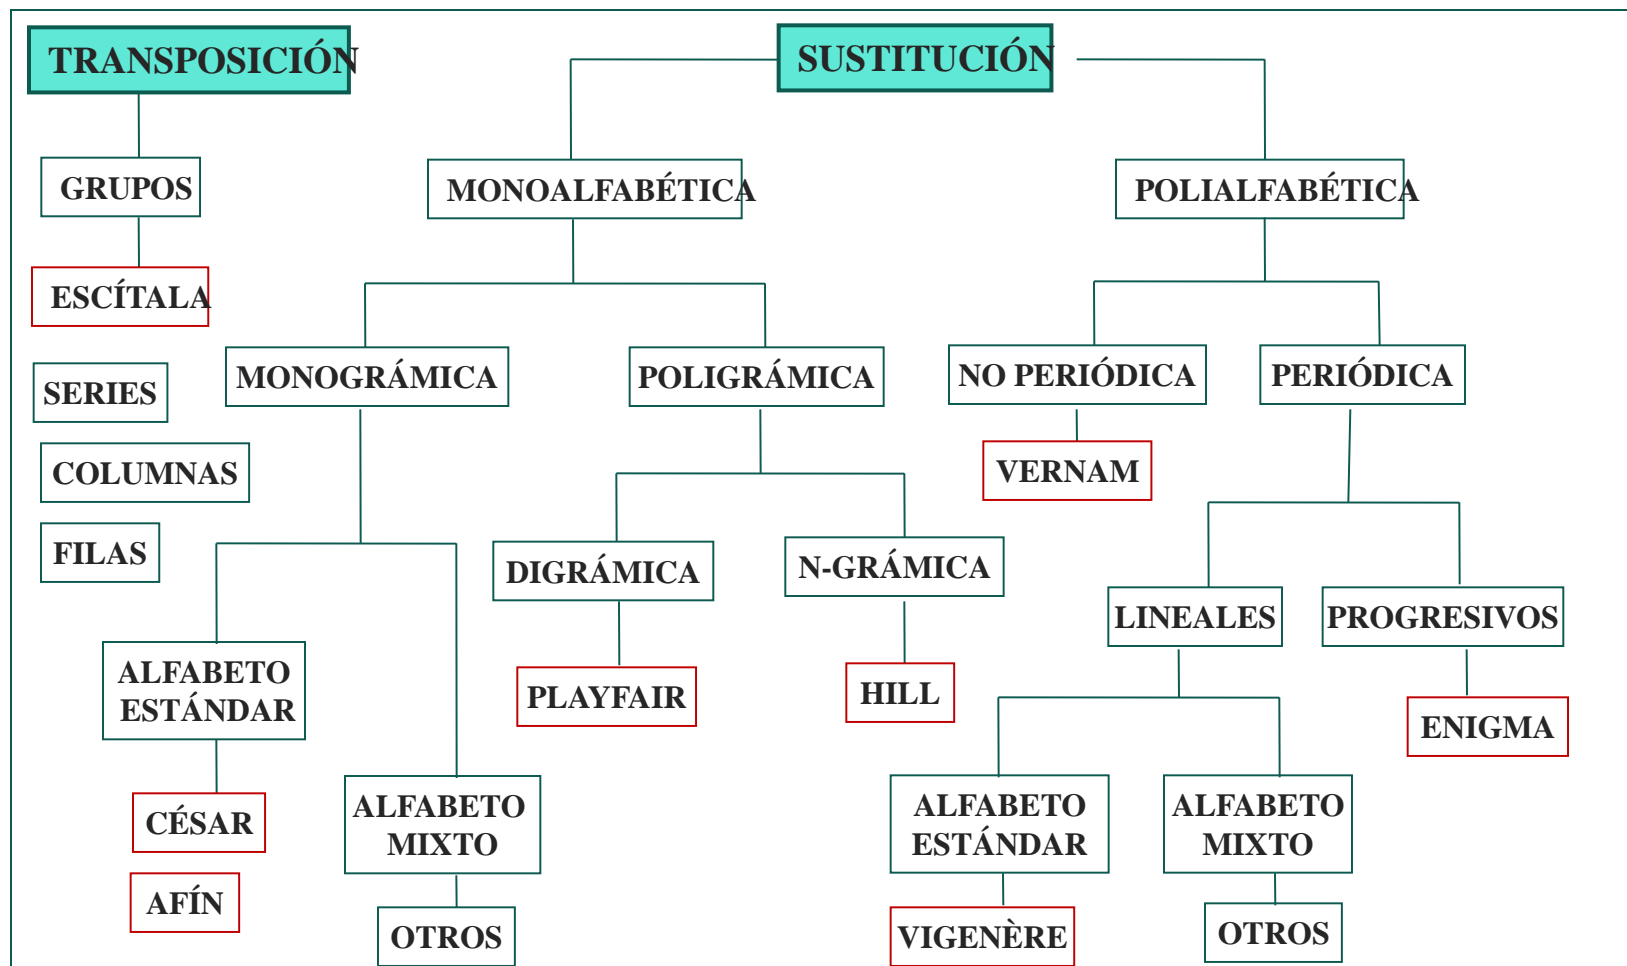 TRANSPOSICIÓN
SUSTITUCIÓN
GRUPOS
MONOALFABÉTICA
POLIALFABÉTICA
ESCÍTALA
MONOGRÁMICA
POLIGRÁMICA
NO PERIÓDICA
PERIÓDICA
SERIES
COLUMNAS
VERNAM
FILAS
DIGRÁMICA
N-GRÁMICA
LINEALES
PROGRESIVOS
ALFABETO
ESTÁNDAR
PLAYFAIR
HILL
ENIGMA
CÉSAR
ALFABETO
MIXTO
ALFABETO
ESTÁNDAR
ALFABETO
MIXTO
AFÍN
OTROS
VIGENÈRE
OTROS